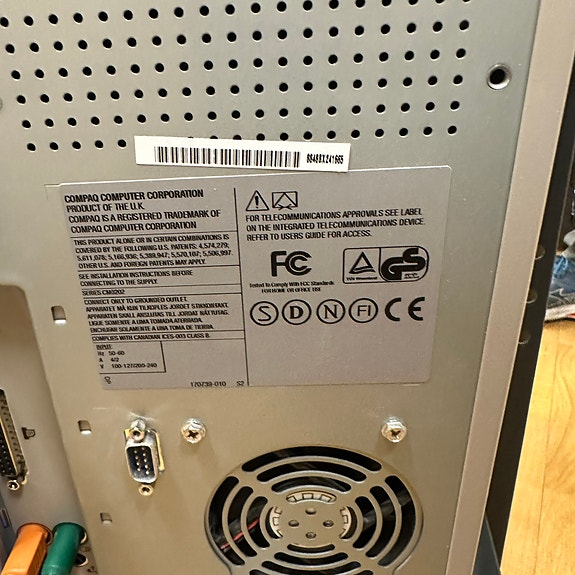 COMPAQ COMPUTER CORPORATION
PRODUCT OF THE U.K.
COMPAQ IS A REGISTERED TRADEMARK OF
COMPAQ COMPUTER CORPORATION
THIS PRODUCT ALONE OR IN CERTAIN COMBINATIONS IS
COVERED BY THE FOLLOWING U.S. PATENTS: 4,574,279;
5,611,078; 5,166,936; 5,389,947; 5,570,107; 5,506,997.
OTHER U.S. AND FOREIGN PATENTS MAY APPLY.
SEE INSTALLATION INSTRUCTIONS BEFORE
CONNECTING TO THE SUPPLY.
SERIES CM0202
CONNECT ONLY TO GROUNDED OUTLET.
APPARATET MÅ KUN TILKOPLES JORDET STIKKONTAKT.
APPARATEN SKALL ANSLUTAS TILL JORDAT NÄTUTTAG.
LIGUE SOMENTE A UMA TOMADA ATERRADA.
ENCHUFAR SOLAMENTE A UNA TOMA DE TIERRA.
COMPLIES WITH CANADIAN ICES-003 CLASS B.
INPUT:
Hz 50-60
A 4/2
V 100-127/200-240
170739-010 S2
FOR TELECOMMUNICATIONS APPROVALS SEE LABEL
ON THE INTEGRATED TELECOMMUNICATIONS DEVICE.
REFER TO USERS GUIDE FOR ACCESS.
FC
TÜV Rheinland
GS
Tested to Comply With FCC Standards
FOR HOME OR OFFICE USE
S D N FI CE